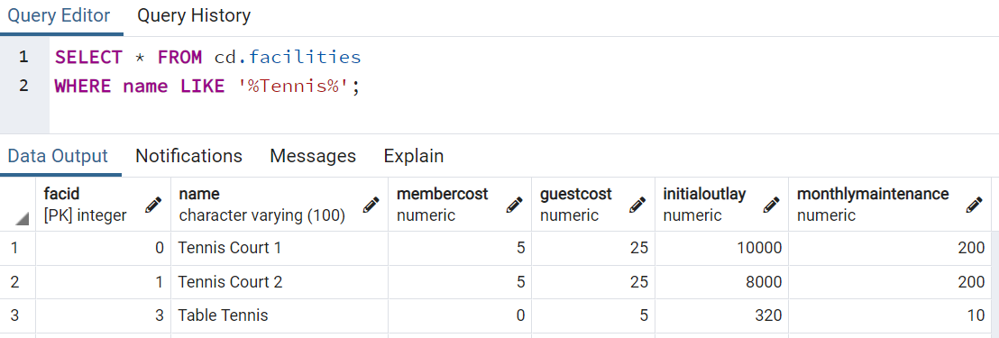 Query Editor Query History
1 SELECT * FROM cd.facilities
2 WHERE name LIKE '%Tennis%';
Data Output Notifications Messages Explain
facid name membercost guestcost initialoutlay monthlymaintenance
[PK] integer character varying (100) numeric numeric numeric numeric
1 0 Tennis Court 1 5 25 10000 200
2 1 Tennis Court 2 5 25 8000 200
3 3 Table Tennis 0 5 320 10